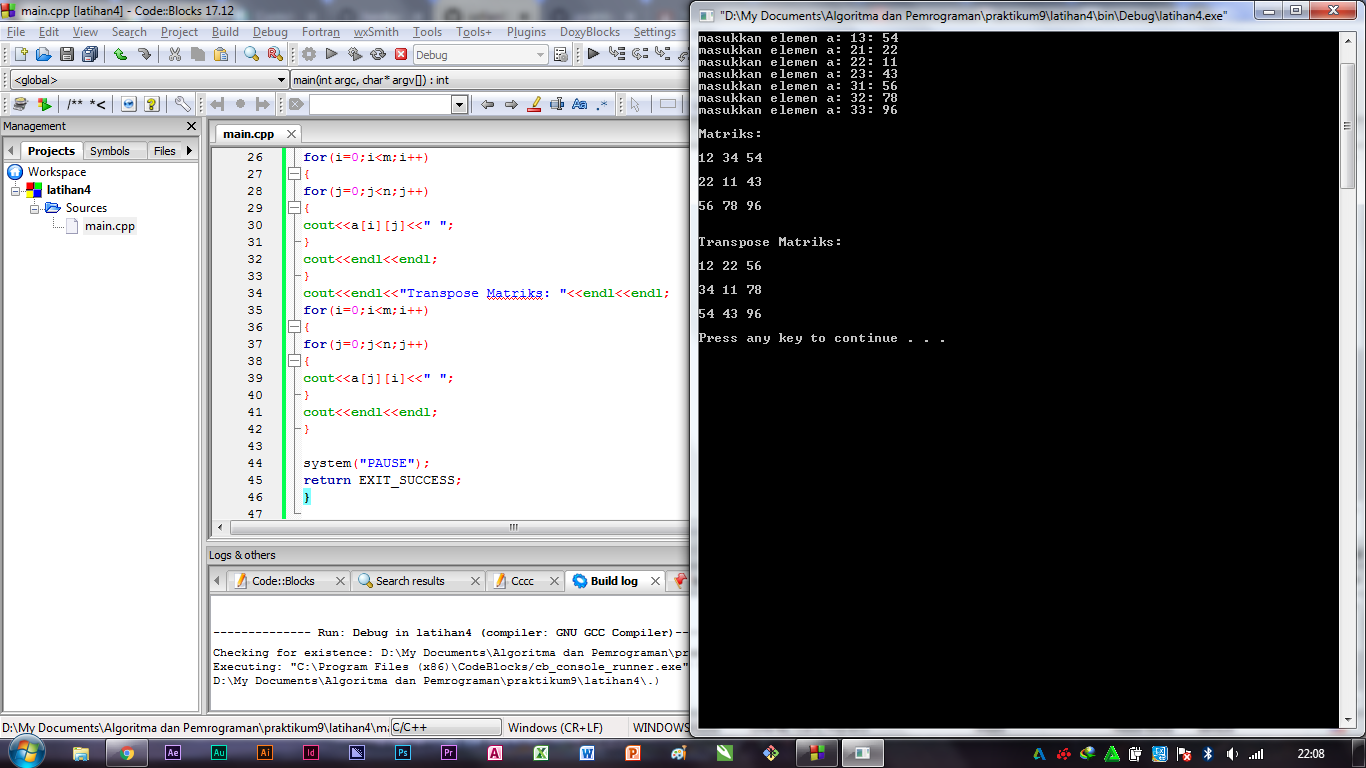 main.cpp [latihan4] - Code::Blocks 17.12
File Edit View Search Project Build Debug Fortran wxSmith Tools Tools+ Plugins DoxyBlocks Settings
Debug
<global> main(int argc, char* argv[]) : int
/** *<
Aa .*
Management
Projects Symbols Files
Workspace
latihan4
Sources
main.cpp
main.cpp
26 for(i=0;i<m;i++)
27 {
28 for(j=0;j<n;j++)
29 {
30 cout<<a[i][j]<<" ";
31 }
32 cout<<endl<<endl;
33 }
34 cout<<endl<<"Transpose Matriks: "<<endl<<endl;
35 for(i=0;i<m;i++)
36 {
37 for(j=0;j<n;j++)
38 {
39 cout<<a[j][i]<<" ";
40 }
41 cout<<endl<<endl;
42 }
43
44 system("PAUSE");
45 return EXIT_SUCCESS;
46 }
47
Logs & others
Code::Blocks Search results Cccc Build log
-------------- Run: Debug in latihan4 (compiler: GNU GCC Compiler)--
Checking for existence: D:\My Documents\Algoritma dan Pemrograman\pr
Executing: "C:\Program Files (x86)\CodeBlocks/cb_console_runner.exe"
D:\My Documents\Algoritma dan Pemrograman\praktikum9\latihan4\.)
D:\My Documents\Algoritma dan Pemrograman\praktikum9\latihan4\ma C/C++ Windows (CR+LF) WINDOWS
"D:\My Documents\Algoritma dan Pemrograman\praktikum9\latihan4\bin\Debug\latihan4.exe"
masukkan elemen a: 13: 54
masukkan elemen a: 21: 22
masukkan elemen a: 22: 11
masukkan elemen a: 23: 43
masukkan elemen a: 31: 56
masukkan elemen a: 32: 78
masukkan elemen a: 33: 96
Matriks:
12 34 54
22 11 43
56 78 96
Transpose Matriks:
12 22 56
34 11 78
54 43 96
Press any key to continue . . .
Ae Au Ai Id Ps Pr A X W P
22:08